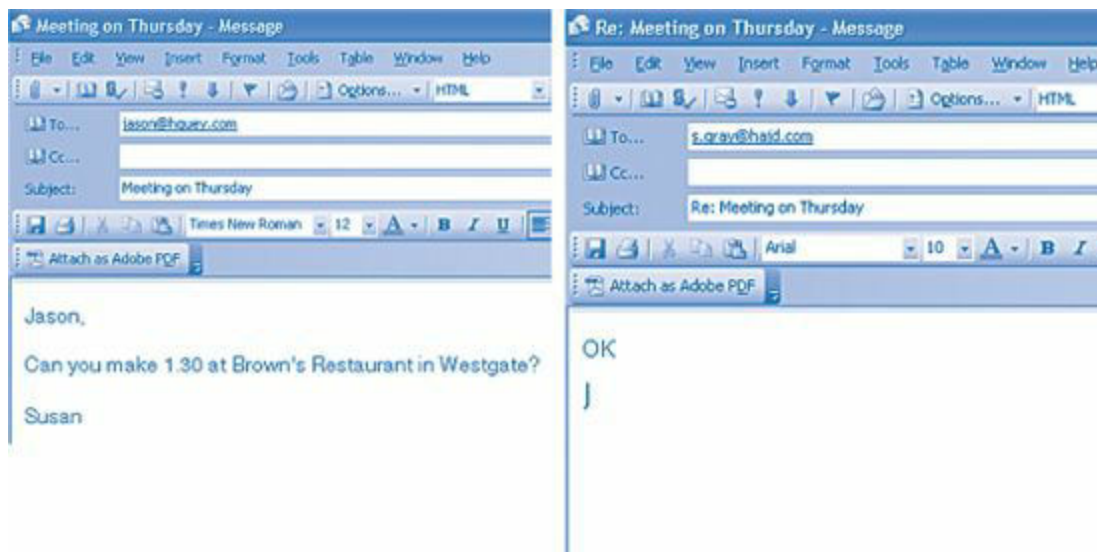 Meeting on Thursday - Message
File Edit View Insert Format Tools Table Window Help
Options... HTML
To... jason@hguev.com
Cc...
Subject: Meeting on Thursday
Times New Roman 12 A B I U
Attach as Adobe PDF
Jason,
Can you make 1.30 at Brown's Restaurant in Westgate?
Susan
Re: Meeting on Thursday - Message
File Edit View Insert Format Tools Table Window Help
Options... HTML
To... s.gray@haid.com
Cc...
Subject: Re: Meeting on Thursday
Arial 10 A B I
Attach as Adobe PDF
OK
J